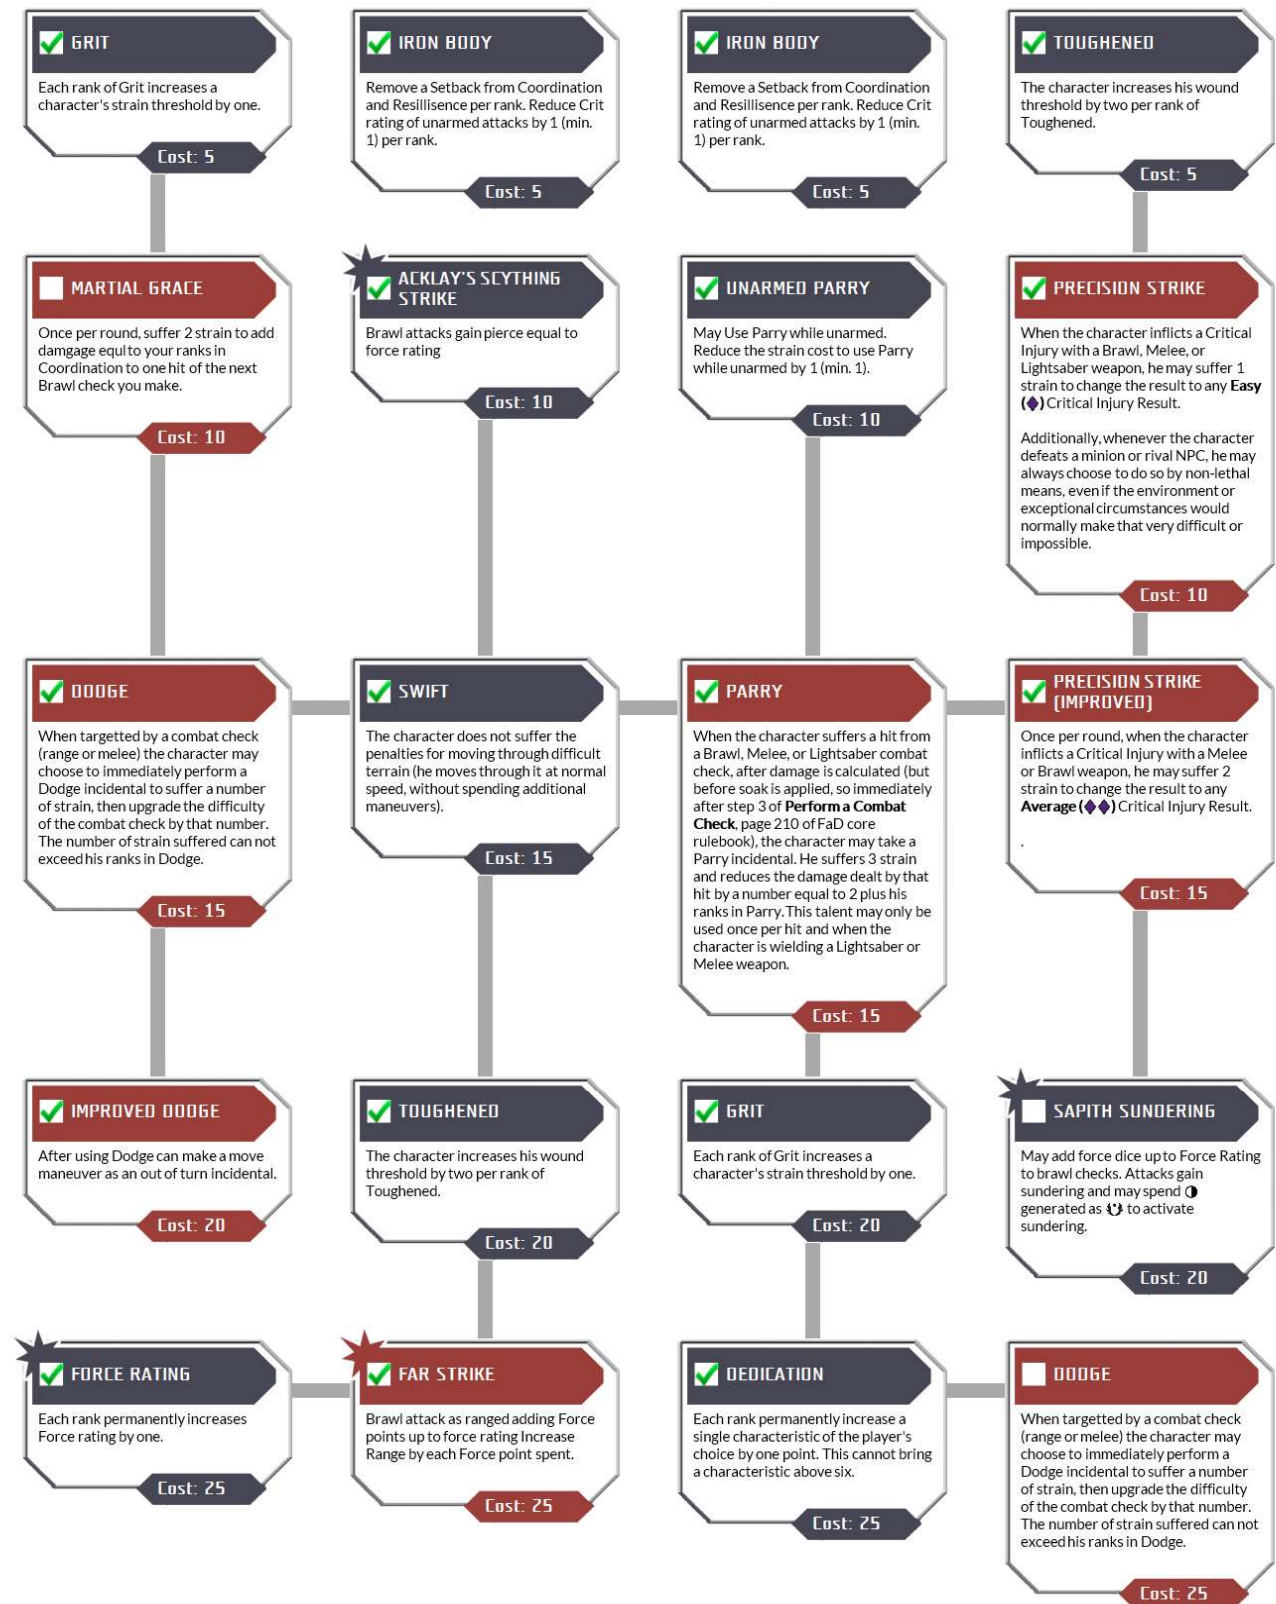 GRIT
Each rank of Grit increases a
character's strain threshold by one.
Cost: 5
IRON BODY
Remove a Setback from Coordination
and Resillisence per rank. Reduce Crit
rating of unarmed attacks by 1 (min.
1) per rank.
Cost: 5
IRON BODY
Remove a Setback from Coordination
and Resillisence per rank. Reduce Crit
rating of unarmed attacks by 1 (min.
1) per rank.
Cost: 5
TOUGHENED
The character increases his wound
threshold by two per rank of
Toughened.
Cost: 5
MARTIAL GRACE
Once per round, suffer 2 strain to add
damgage equl to your ranks in
Coordination to one hit of the next
Brawl check you make.
Cost: 10
ACKLAY'S SCYTHING
STRIKE
Brawl attacks gain pierce equal to
force rating
Cost: 10
UNARMED PARRY
May Use Parry while unarmed.
Reduce the strain cost to use Parry
while unarmed by 1 (min. 1).
Cost: 10
PRECISION STRIKE
When the character inflicts a Critical
Injury with a Brawl, Melee, or
Lightsaber weapon, he may suffer 1
strain to change the result to any Easy
(♦) Critical Injury Result.
Additionally, whenever the character
defeats a minion or rival NPC, he may
always choose to do so by non-lethal
means, even if the environment or
exceptional circumstances would
normally make that very difficult or
impossible.
Cost: 10
DODGE
When targetted by a combat check
(range or melee) the character may
choose to immediately perform a
Dodge incidental to suffer a number
of strain, then upgrade the difficulty
of the combat check by that number.
The number of strain suffered can not
exceed his ranks in Dodge.
Cost: 15
SWIFT
The character does not suffer the
penalties for moving through difficult
terrain (he moves through it at normal
speed, without spending additional
maneuvers).
Cost: 15
PARRY
When the character suffers a hit from
a Brawl, Melee, or Lightsaber combat
check, after damage is calculated (but
before soak is applied, so immediately
after step 3 of Perform a Combat
Check, page 210 of FaD core
rulebook), the character may take a
Parry incidental. He suffers 3 strain
and reduces the damage dealt by that
hit by a number equal to 2 plus his
ranks in Parry. This talent may only be
used once per hit and when the
character is wielding a Lightsaber or
Melee weapon.
Cost: 15
PRECISION STRIKE
(IMPROVED)
Once per round, when the character
inflicts a Critical Injury with a Melee
or Brawl weapon, he may suffer 2
strain to change the result to any
Average (♦♦) Critical Injury Result.
.
Cost: 15
IMPROVED DODGE
After using Dodge can make a move
maneuver as an out of turn incidental.
Cost: 20
TOUGHENED
The character increases his wound
threshold by two per rank of
Toughened.
Cost: 20
GRIT
Each rank of Grit increases a
character's strain threshold by one.
Cost: 20
SAPITH SUNDERING
May add force dice up to Force Rating
to brawl checks. Attacks gain
sundering and may spend ◑
generated as to activate
sundering.
Cost: 20
FORCE RATING
Each rank permanently increases
Force rating by one.
Cost: 25
FAR STRIKE
Brawl attack as ranged adding Force
points up to force rating Increase
Range by each Force point spent.
Cost: 25
DEDICATION
Each rank permanently increase a
single characteristic of the player's
choice by one point. This cannot bring
a characteristic above six.
Cost: 25
DODGE
When targetted by a combat check
(range or melee) the character may
choose to immediately perform a
Dodge incidental to suffer a number
of strain, then upgrade the difficulty
of the combat check by that number.
The number of strain suffered can not
exceed his ranks in Dodge.
Cost: 25